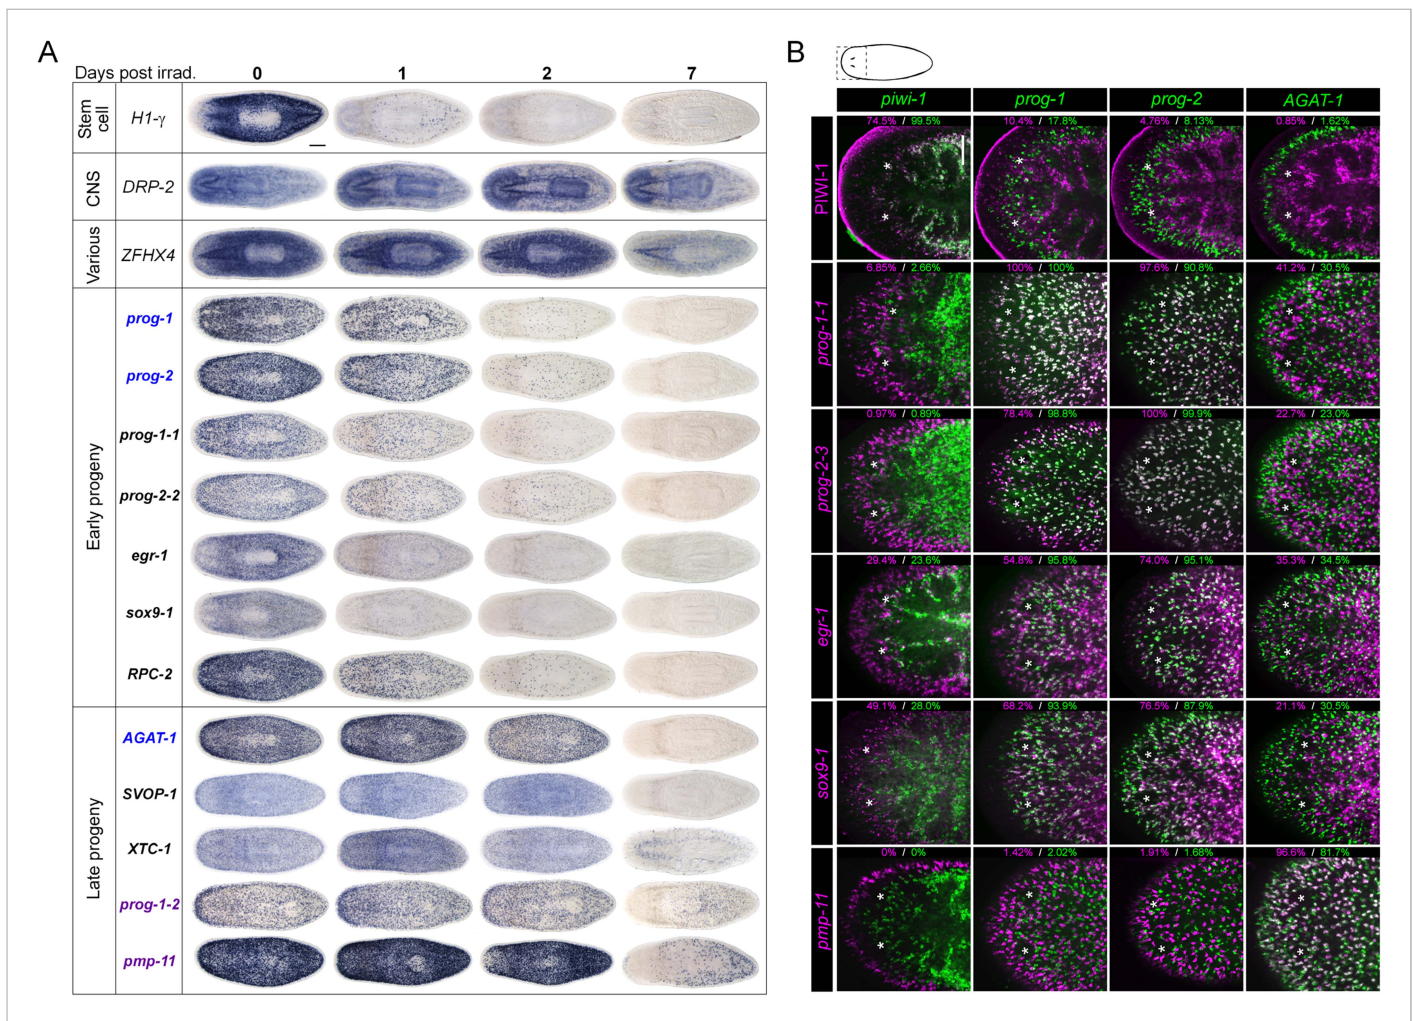 A
Days post irrad. 0 1 2 7
Stem cell
H1-γ
CNS
DRP-2
Various
ZFHX4
Early progeny
prog-1
prog-2
prog-1-1
prog-2-2
egr-1
sox9-1
RPC-2
Late progeny
AGAT-1
SVOP-1
XTC-1
prog-1-2
pmp-11
B
piwi-1 prog-1 prog-2 AGAT-1
PIWI-1
74.5% / 99.5% 10.4% / 17.8% 4.76% / 8.13% 0.85% / 1.62%
* * * * * * * *
prog-1-1
6.85% / 2.66% 100% / 100% 97.6% / 90.8% 41.2% / 30.5%
* * * * * * * *
prog-2-3
0.97% / 0.89% 78.4% / 98.8% 100% / 99.9% 22.7% / 23.0%
* * * * * * * *
egr-1
29.4% / 23.6% 54.8% / 95.8% 74.0% / 95.1% 35.3% / 34.5%
* * * * * * * *
sox9-1
49.1% / 28.0% 68.2% / 93.9% 76.5% / 87.9% 21.1% / 30.5%
* * * * * * * *
pmp-11
0% / 0% 1.42% / 2.02% 1.91% / 1.68% 96.6% / 81.7%
* * * * * * * *